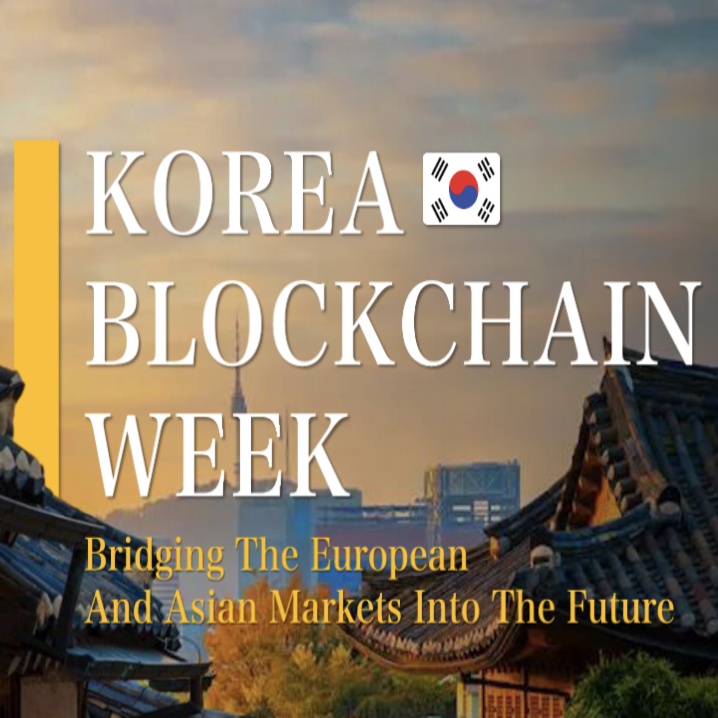 KOREA
BLOCKCHAIN
WEEK
Bridging The European
And Asian Markets Into The Future